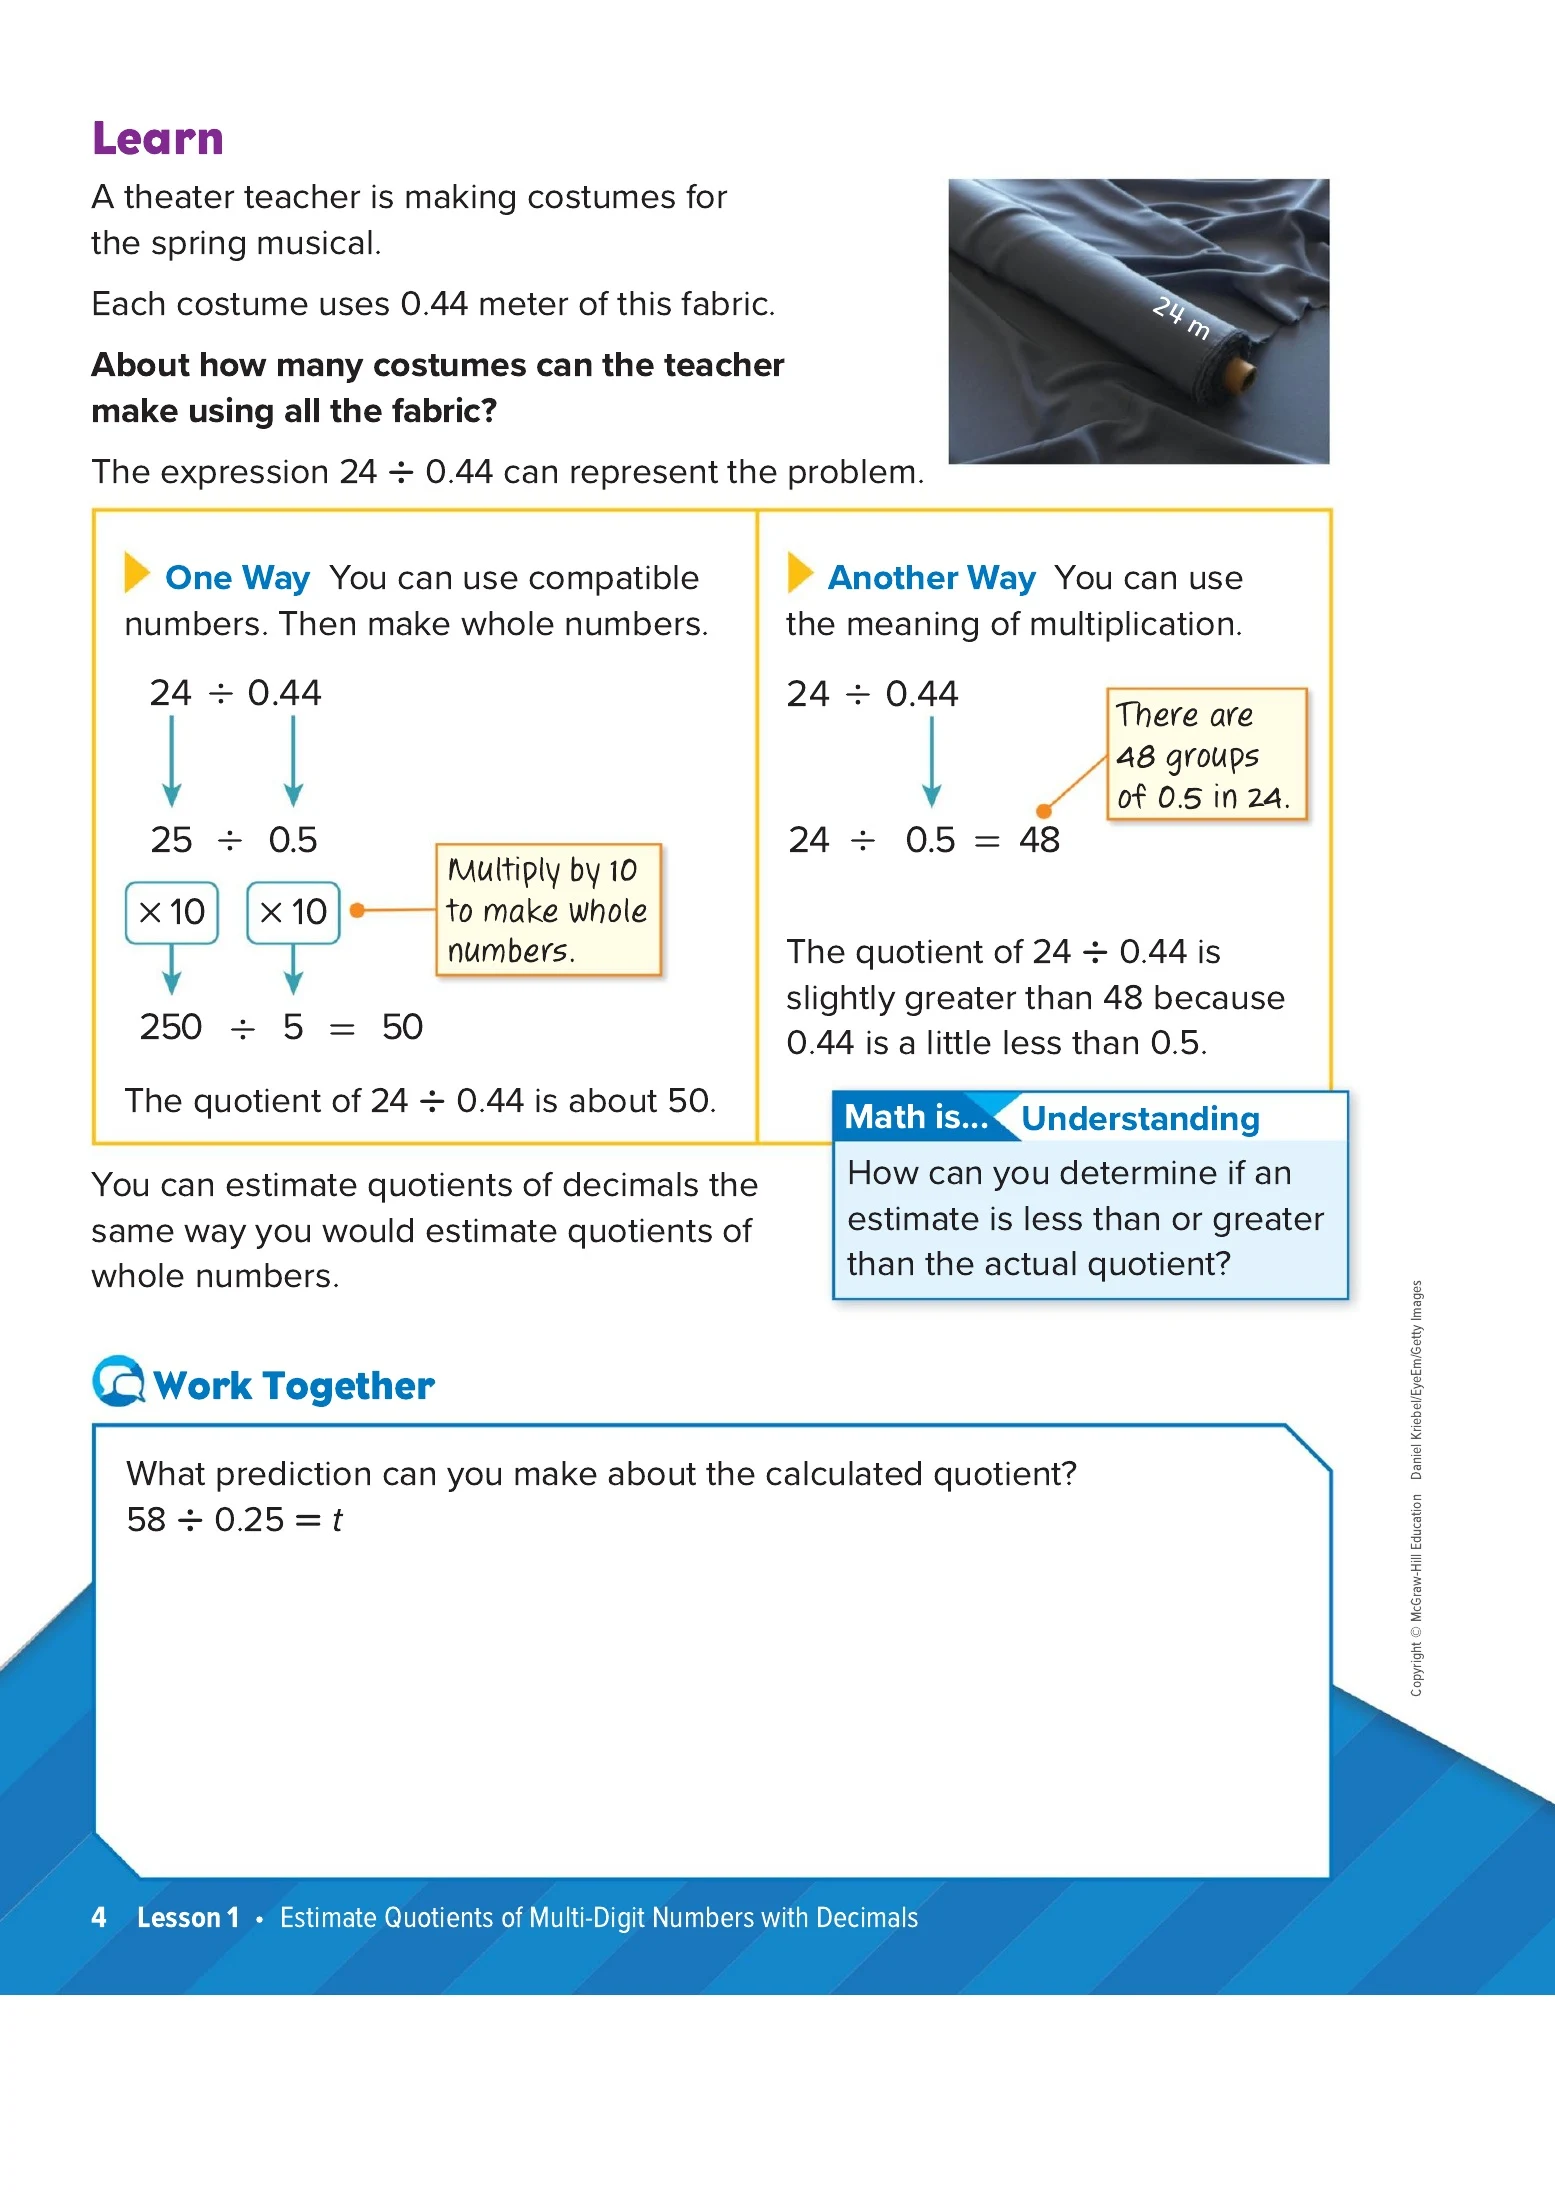 Learn
A theater teacher is making costumes for
the spring musical.
Each costume uses 0.44 meter of this fabric.
About how many costumes can the teacher
make using all the fabric?
The expression 24 ÷ 0.44 can represent the problem.
24 m
One Way You can use compatible
numbers. Then make whole numbers.
24 ÷ 0.44
25 ÷ 0.5
× 10 × 10
Multiply by 10
to make whole
numbers.
250 ÷ 5 = 50
The quotient of 24 ÷ 0.44 is about 50.
Another Way You can use
the meaning of multiplication.
24 ÷ 0.44
There are
48 groups
of 0.5 in 24.
24 ÷ 0.5 = 48
The quotient of 24 ÷ 0.44 is
slightly greater than 48 because
0.44 is a little less than 0.5.
You can estimate quotients of decimals the
same way you would estimate quotients of
whole numbers.
Math is... Understanding
How can you determine if an
estimate is less than or greater
than the actual quotient?
Work Together
What prediction can you make about the calculated quotient?
58 ÷ 0.25 = t
Copyright © McGraw-Hill Education Daniel Kriebel/EyeEm/Getty Images
4 Lesson 1 • Estimate Quotients of Multi-Digit Numbers with Decimals